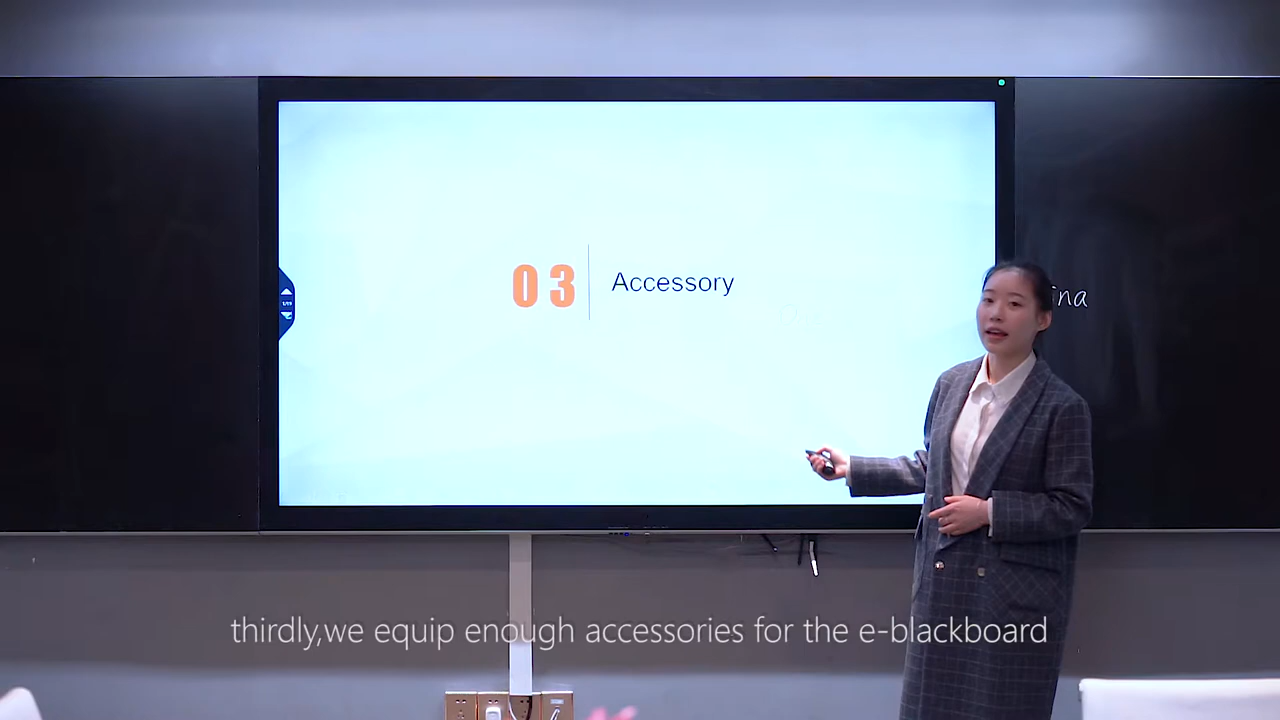 03
Accessory
ina
thirdly,we equip enough accessories for the e-blackboard